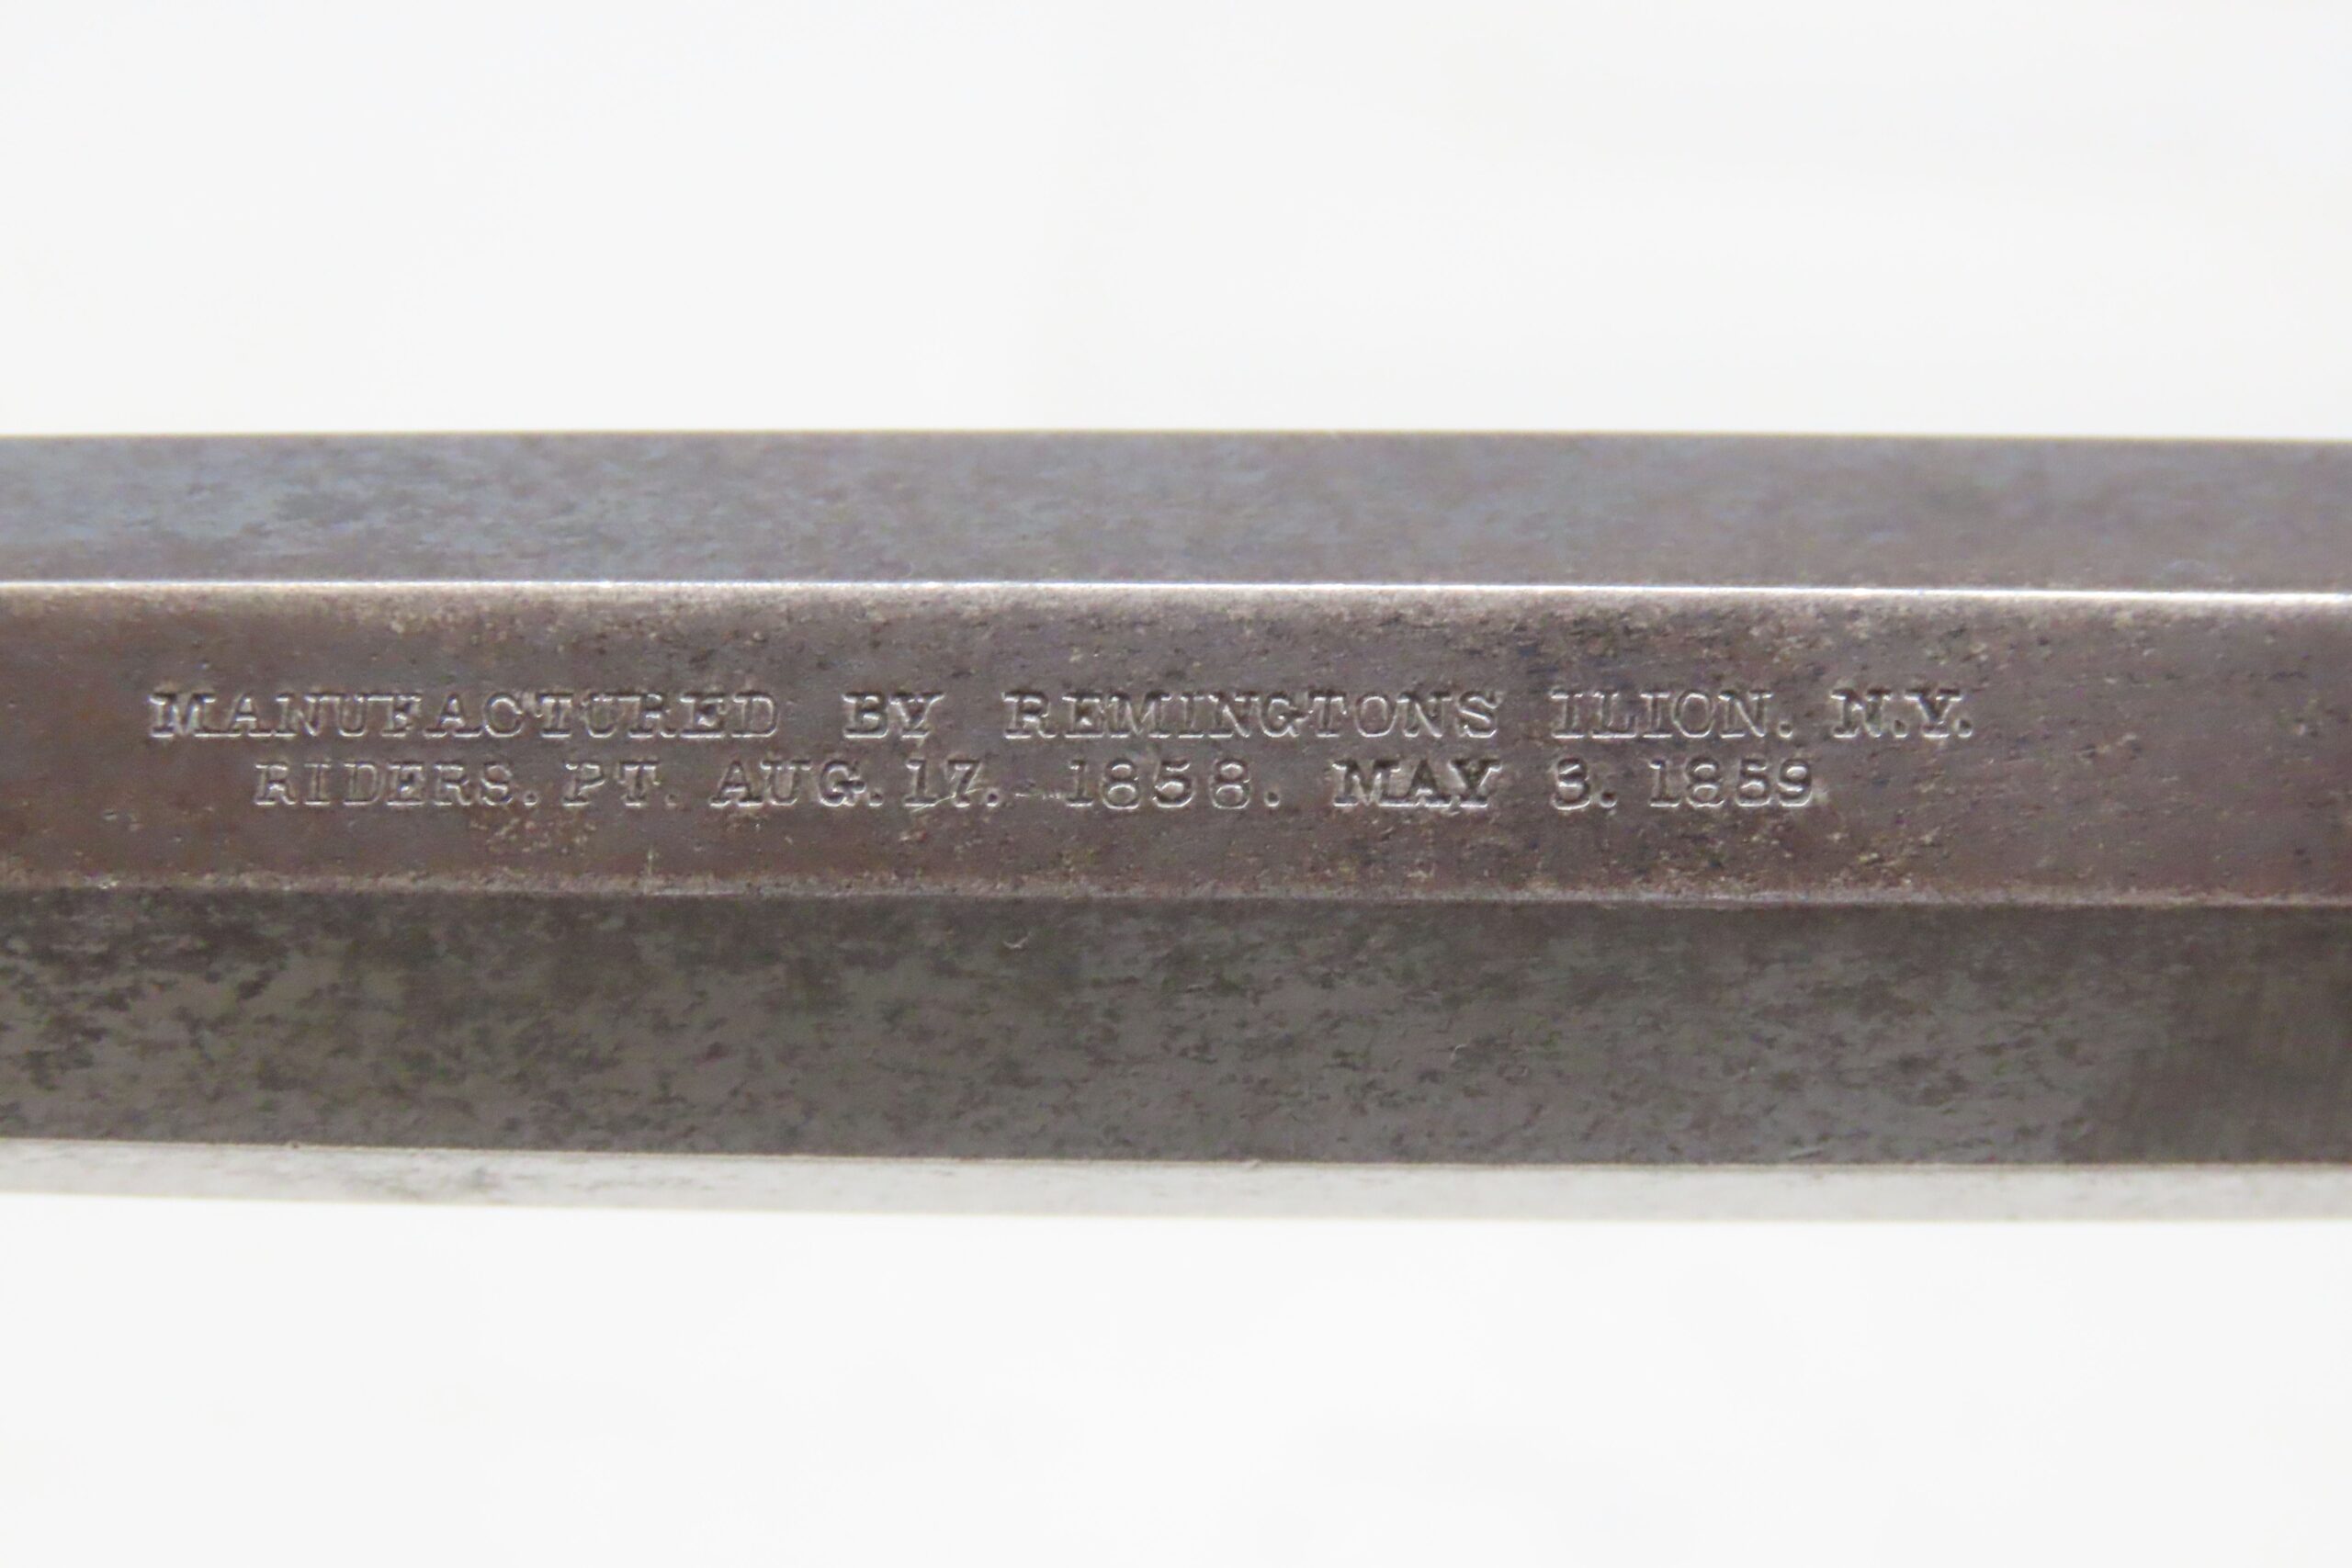 MANUFACTURED BY REMINGTONS ILION. N.Y.
RIDERS. PT. AUG. 17. 1858. MAY 3. 1859